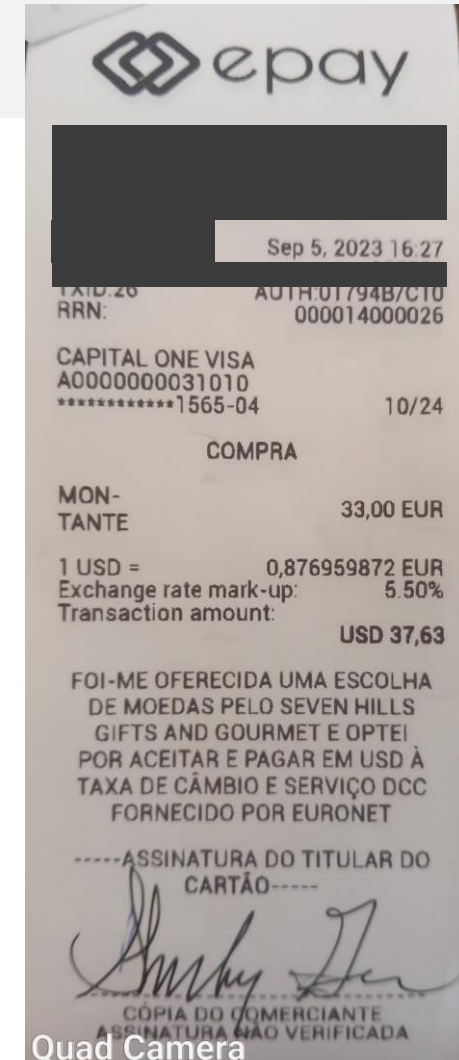 epay
Sep 5, 2023 16:27
TXID:26 AUTH:01794B/CT0
RRN: 000014000026
CAPITAL ONE VISA
A0000000031010
************1565-04 10/24
COMPRA
MON-
TANTE 33,00 EUR
1 USD = 0,876959872 EUR
Exchange rate mark-up: 5.50%
Transaction amount:
USD 37,63
FOI-ME OFERECIDA UMA ESCOLHA
DE MOEDAS PELO SEVEN HILLS
GIFTS AND GOURMET E OPTEI
POR ACEITAR E PAGAR EM USD À
TAXA DE CÂMBIO E SERVIÇO DCC
FORNECIDO POR EURONET
-----ASSINATURA DO TITULAR DO
CARTÃO-----
CÓPIA DO COMERCIANTE
ASSINATURA NÃO VERIFICADA
Quad Camera